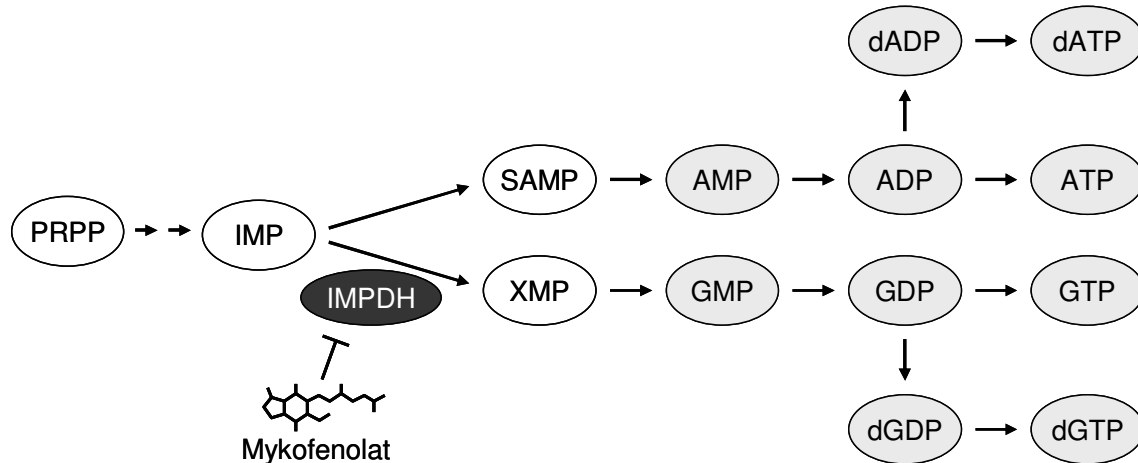 dADP
dATP
SAMP
AMP
ADP
ATP
PRPP
IMP
IMPDH
XMP
GMP
GDP
GTP
dGDP
dGTP
Mykofenolat